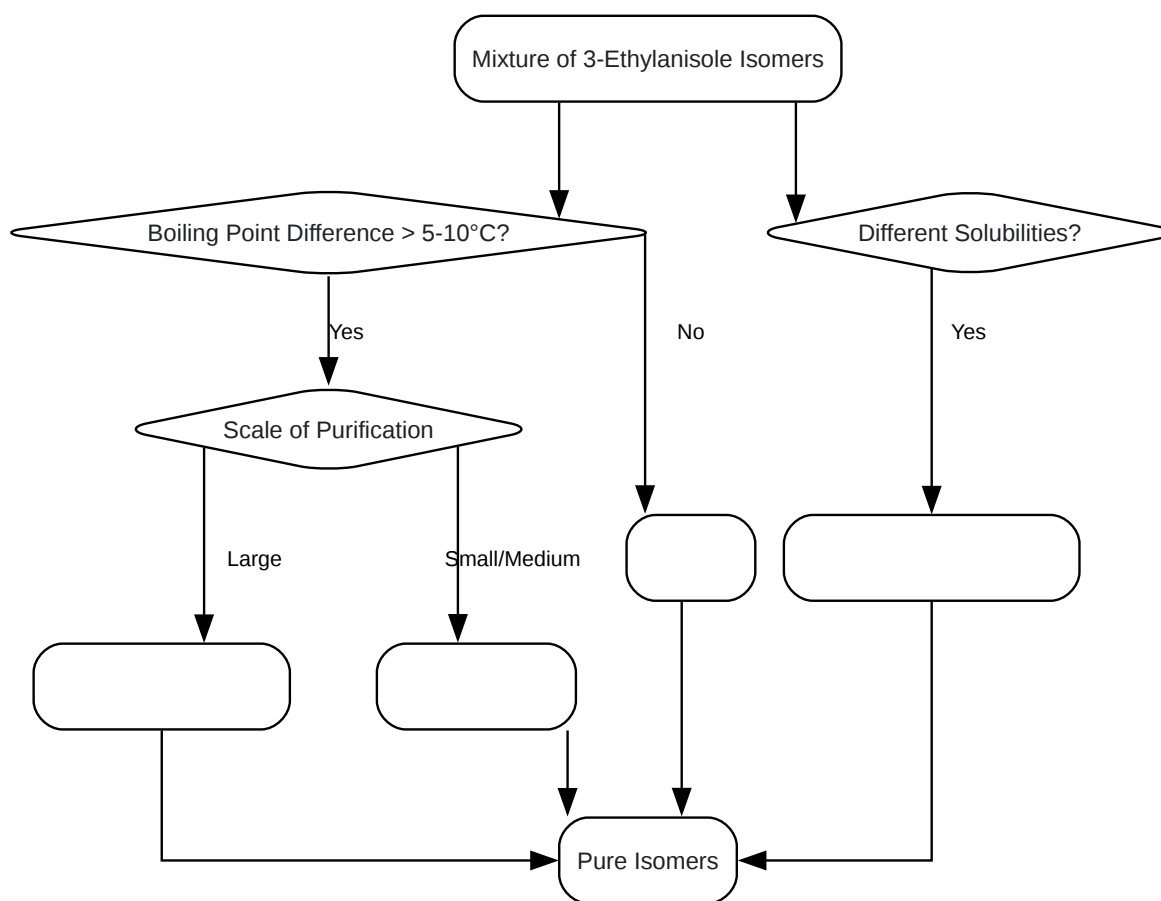 Mixture of 3-Ethylanisole Isomers
Boiling Point Difference > 5-10°C?
Different Solubilities?
Yes
No
Yes
Scale of Purification
Large
Small/Medium
Pure Isomers